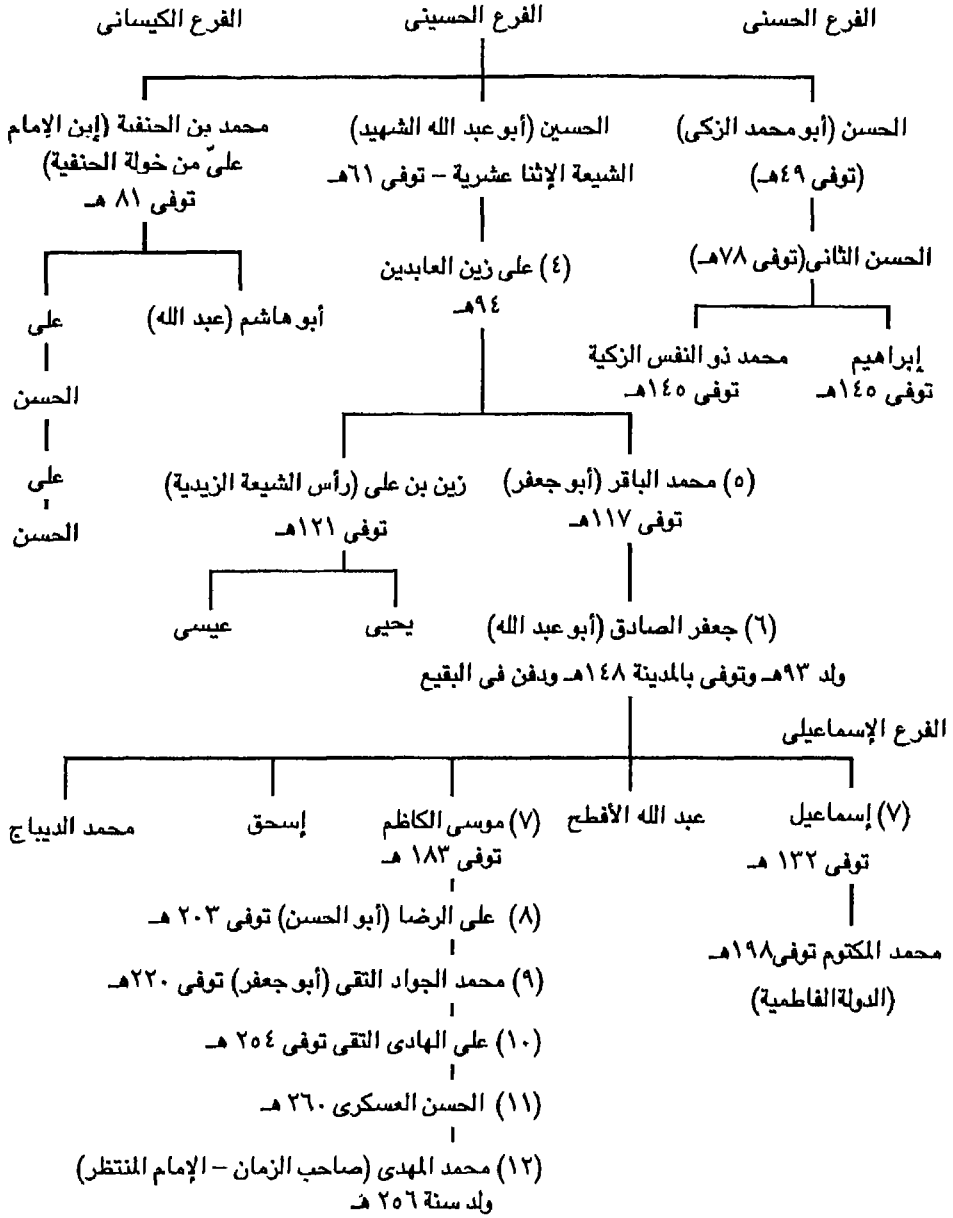 الفرع الحسنى
الفرع الحسينى
الفرع الكيسانى
الحسن (أبو محمد الزكى)
(توفى ٤٩هـ)
الحسين (أبو عبد الله الشهيد)
الشيعة الإثنا عشرية – توفى ٦١هـ
محمد بن الحنفية (إبن الإمام
علىّ من خولة الحنفية)
توفى ٨١ هـ
الحسن الثانى (توفى ٧٨هـ)
(٤) على زين العابدين
٩٤هـ
أبو هاشم (عبد الله)
على
الحسن
على
الحسن
إبراهيم
توفى ١٤٥هـ
محمد ذو النفس الزكية
توفى ١٤٥هـ
(٥) محمد الباقر (أبو جعفر)
توفى ١١٧هـ
زين بن على (رأس الشيعة الزيدية)
توفى ١٢١هـ
يحيى
عيسى
(٦) جعفر الصادق (أبو عبد الله)
ولد ٩٣هـ وتوفى بالمدينة ١٤٨هـ ودفن فى البقيع
الفرع الإسماعيلى
(٧) إسماعيل
توفى ١٣٢ هـ
عبد الله الأفطح
(٧) موسى الكاظم
توفى ١٨٣ هـ
إسحق
محمد الديباج
محمد المكتوم توفى ١٩٨هـ
(الدولة الفاطمية)
(٨) على الرضا (أبو الحسن) توفى ٢٠٣ هـ
(٩) محمد الجواد التقى (أبو جعفر) توفى ٢٢٠هـ
(١٠) على الهادى التقى توفى ٢٥٤ هـ
(١١) الحسن العسكرى ٢٦٠ هـ
(١٢) محمد المهدى (صاحب الزمان – الإمام المنتظر)
ولد سنة ٢٥٦ هـ